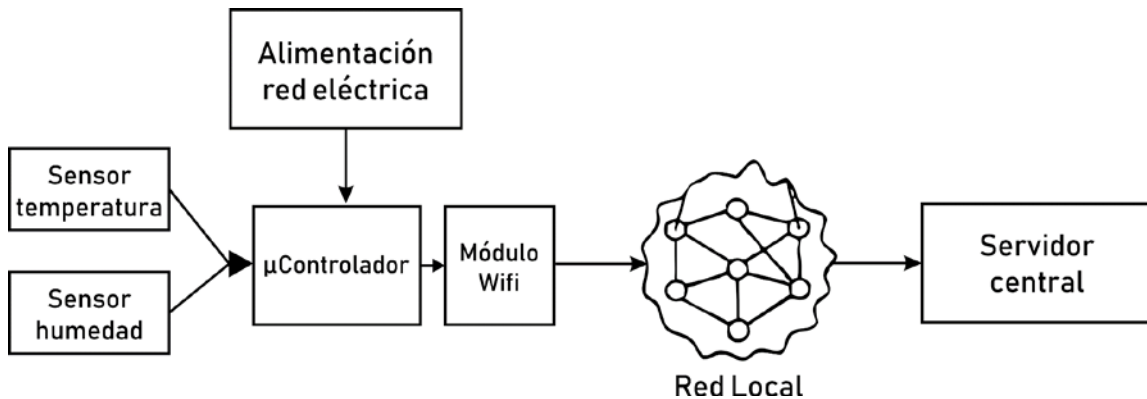 Alimentación
red eléctrica
Sensor
temperatura
Sensor
humedad
µControlador
Módulo
Wifi
Red Local
Servidor
central